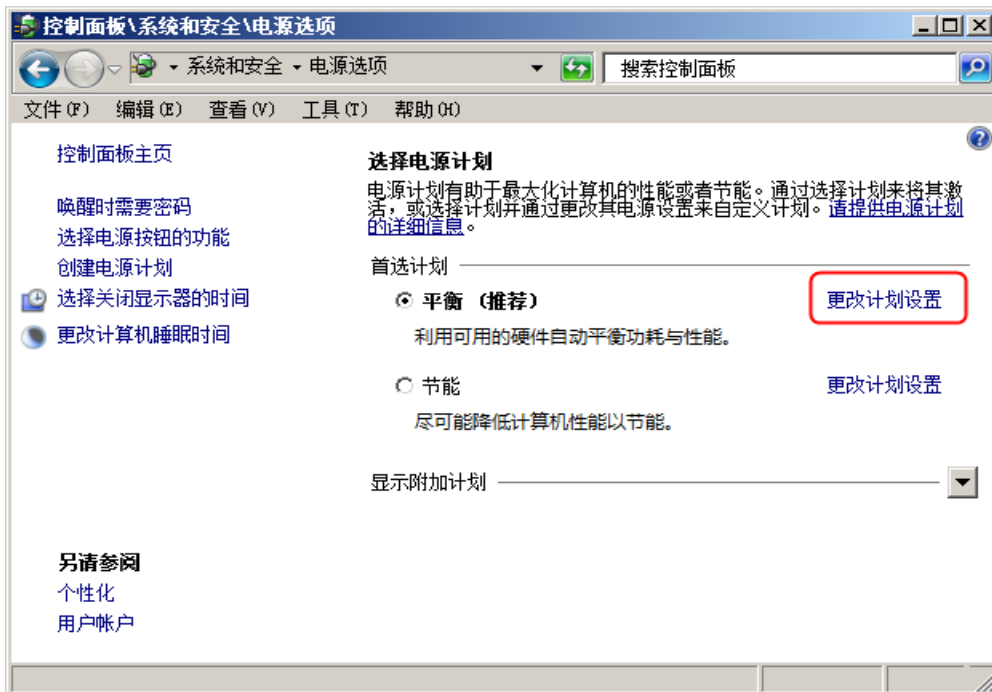 控制面板\系统和安全\电源选项
系统和安全 电源选项
搜索控制面板
文件(F) 编辑(E) 查看(V) 工具(T) 帮助(H)
控制面板主页
唤醒时需要密码
选择电源按钮的功能
创建电源计划
选择关闭显示器的时间
更改计算机睡眠时间
选择电源计划
电源计划有助于最大化计算机的性能或者节能。通过选择计划来将其激
活，或选择计划并通过更改其电源设置来自定义计划。请提供电源计划
的详细信息。
首选计划
平衡（推荐） 更改计划设置
利用可用的硬件自动平衡功耗与性能。
节能 更改计划设置
尽可能降低计算机性能以节能。
显示附加计划
另请参阅
个性化
用户帐户